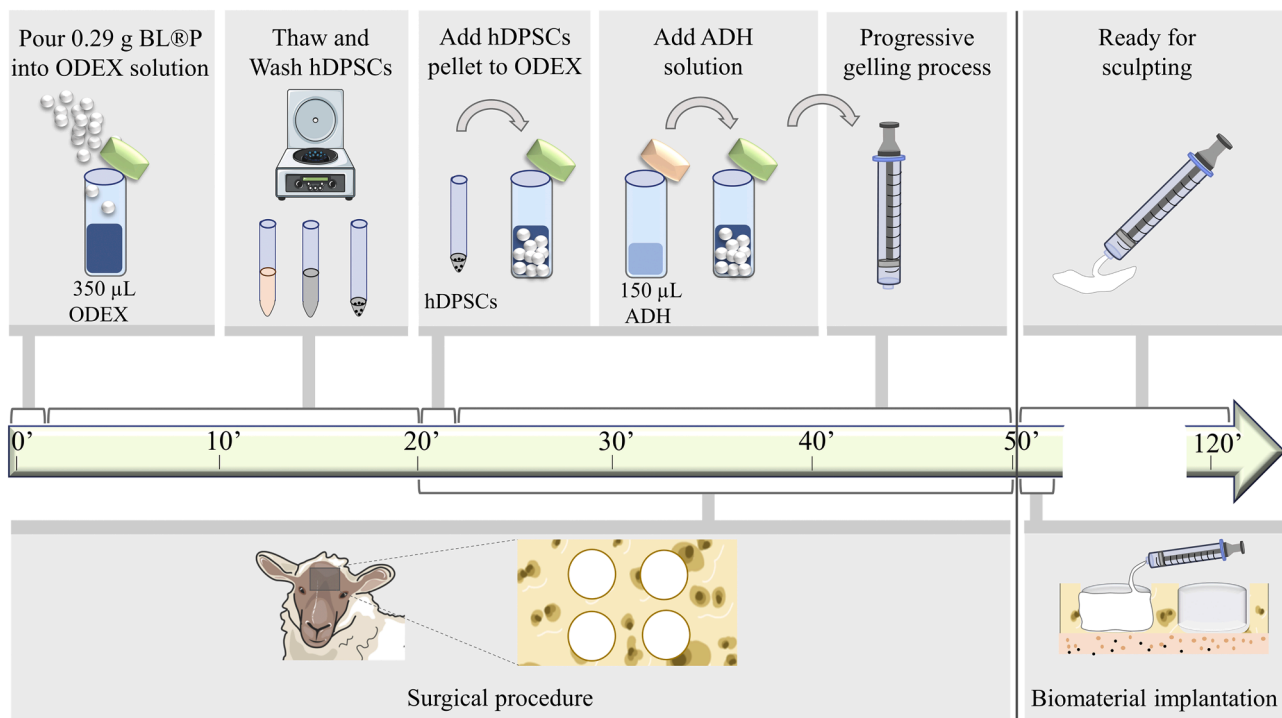 Pour 0.29 g BL®P
into ODEX solution
350 µL
ODEX
Thaw and
Wash hDPSCs
Add hDPSCs
pellet to ODEX
hDPSCs
Add ADH
solution
150 µL
ADH
Progressive
gelling process
Ready for
sculpting
0’ 10’ 20’ 30’ 40’ 50’ 120’
Surgical procedure
Biomaterial implantation